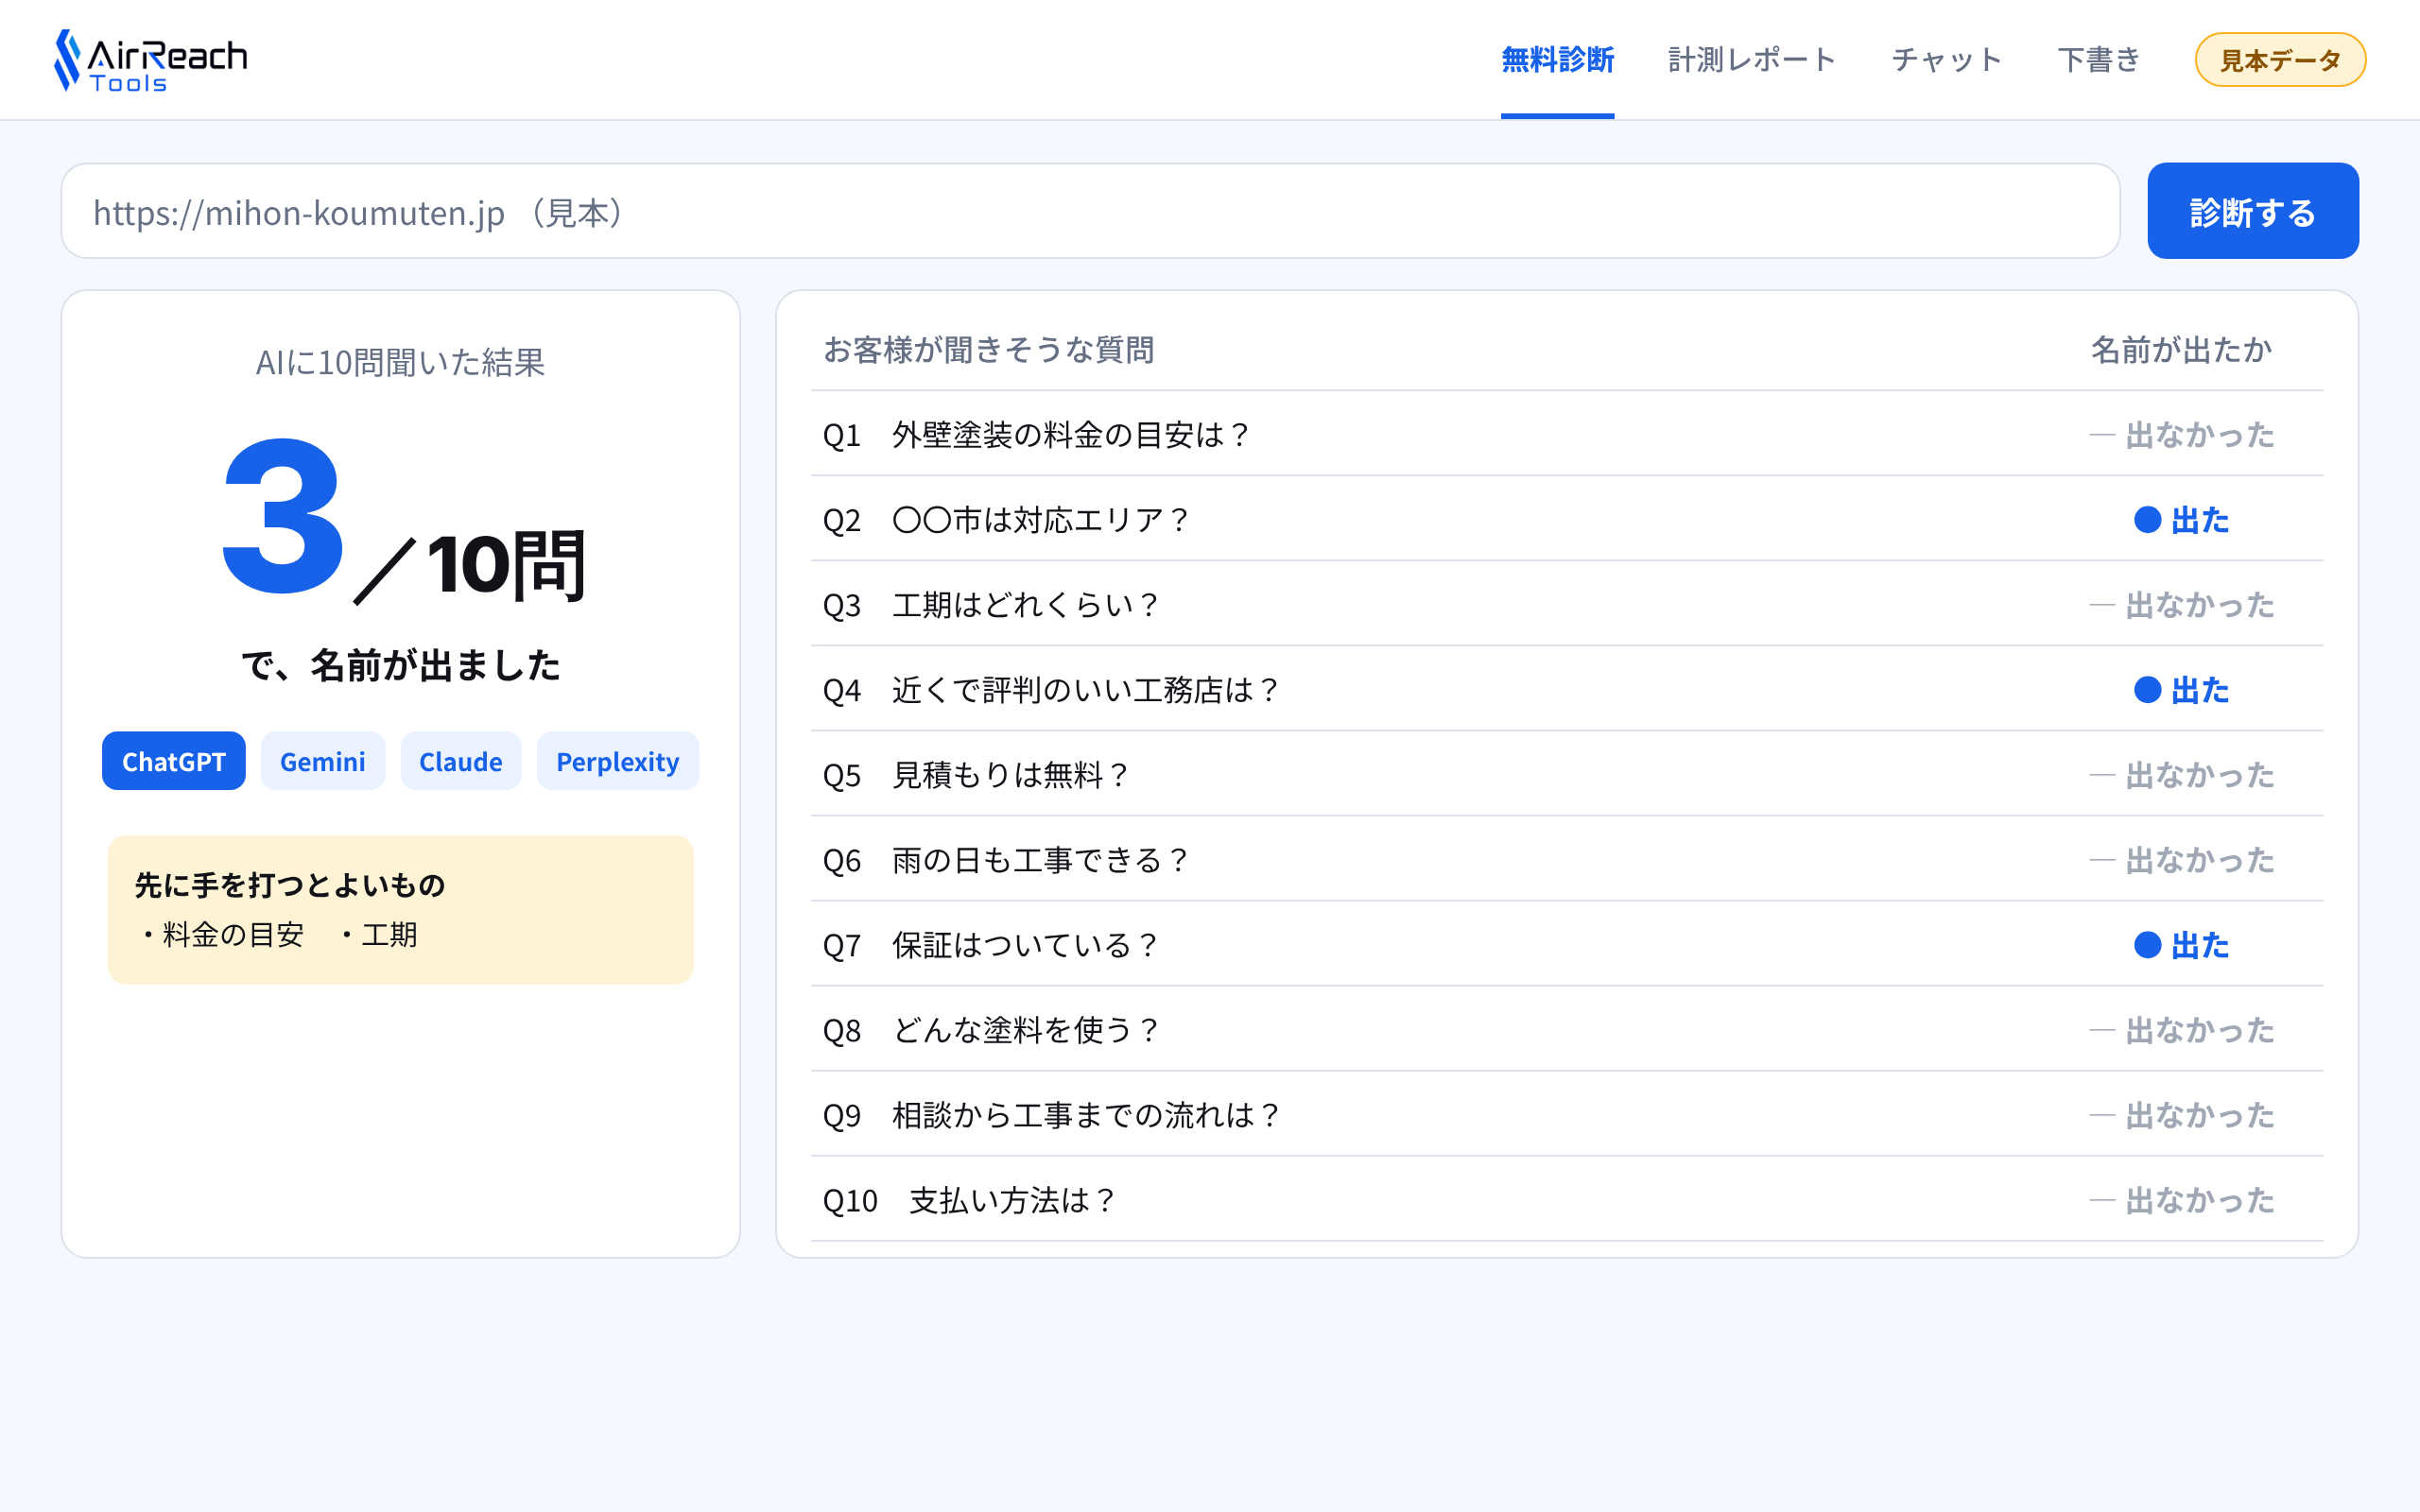 AirReach
Tools
無料診断
計測レポート
チャット
下書き
見本データ
https://mihon-koumuten.jp （見本）
診断する
AIに10問聞いた結果
3／10問
で、名前が出ました
ChatGPT
Gemini
Claude
Perplexity
先に手を打つとよいもの
・料金の目安　・工期
お客様が聞きそうな質問 名前が出たか
Q1　外壁塗装の料金の目安は？ — 出なかった
Q2　〇〇市は対応エリア？ ● 出た
Q3　工期はどれくらい？ — 出なかった
Q4　近くで評判のいい工務店は？ ● 出た
Q5　見積もりは無料？ — 出なかった
Q6　雨の日も工事できる？ — 出なかった
Q7　保証はついている？ ● 出た
Q8　どんな塗料を使う？ — 出なかった
Q9　相談から工事までの流れは？ — 出なかった
Q10　支払い方法は？ — 出なかった